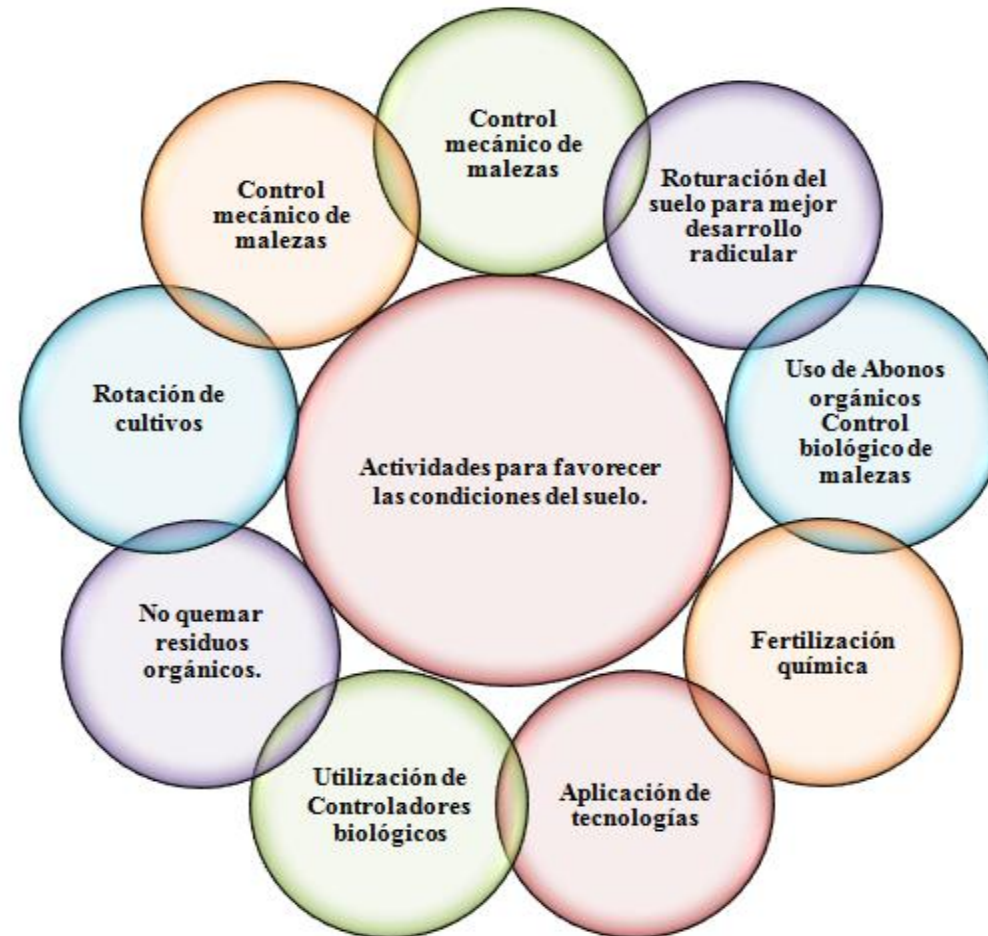 Control
mecánico de
malezas
Roturación del
suelo para mejor
desarrollo
radicular
Uso de Abonos
orgánicos
Control
biológico de
malezas
Fertilización
química
Aplicación de
tecnologías
Utilización de
Controladores
biológicos
No quemar
residuos
orgánicos.
Rotación de
cultivos
Control
mecánico de
malezas
Actividades para favorecer
las condiciones del suelo.